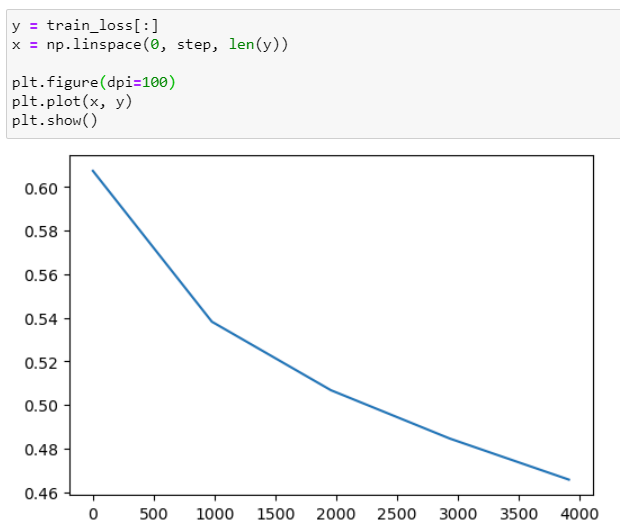 y = train_loss[:]
x = np.linspace(0, step, len(y))
plt.figure(dpi=100)
plt.plot(x, y)
plt.show()
0.60
0.58
0.56
0.54
0.52
0.50
0.48
0.46
0 500 1000 1500 2000 2500 3000 3500 4000